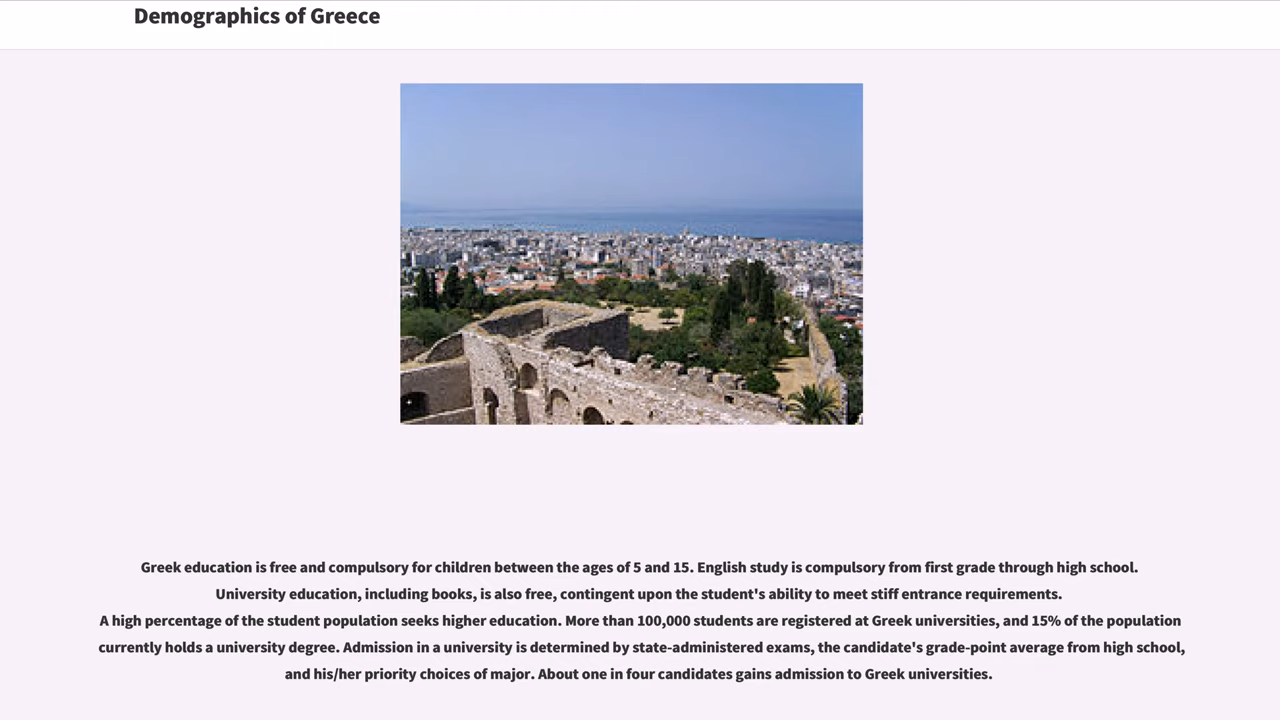 Demographics of Greece
Greek education is free and compulsory for children between the ages of 5 and 15. English study is compulsory from first grade through high school.
University education, including books, is also free, contingent upon the student's ability to meet stiff entrance requirements.
A high percentage of the student population seeks higher education. More than 100,000 students are registered at Greek universities, and 15% of the population
currently holds a university degree. Admission in a university is determined by state-administered exams, the candidate's grade-point average from high school,
and his/her priority choices of major. About one in four candidates gains admission to Greek universities.